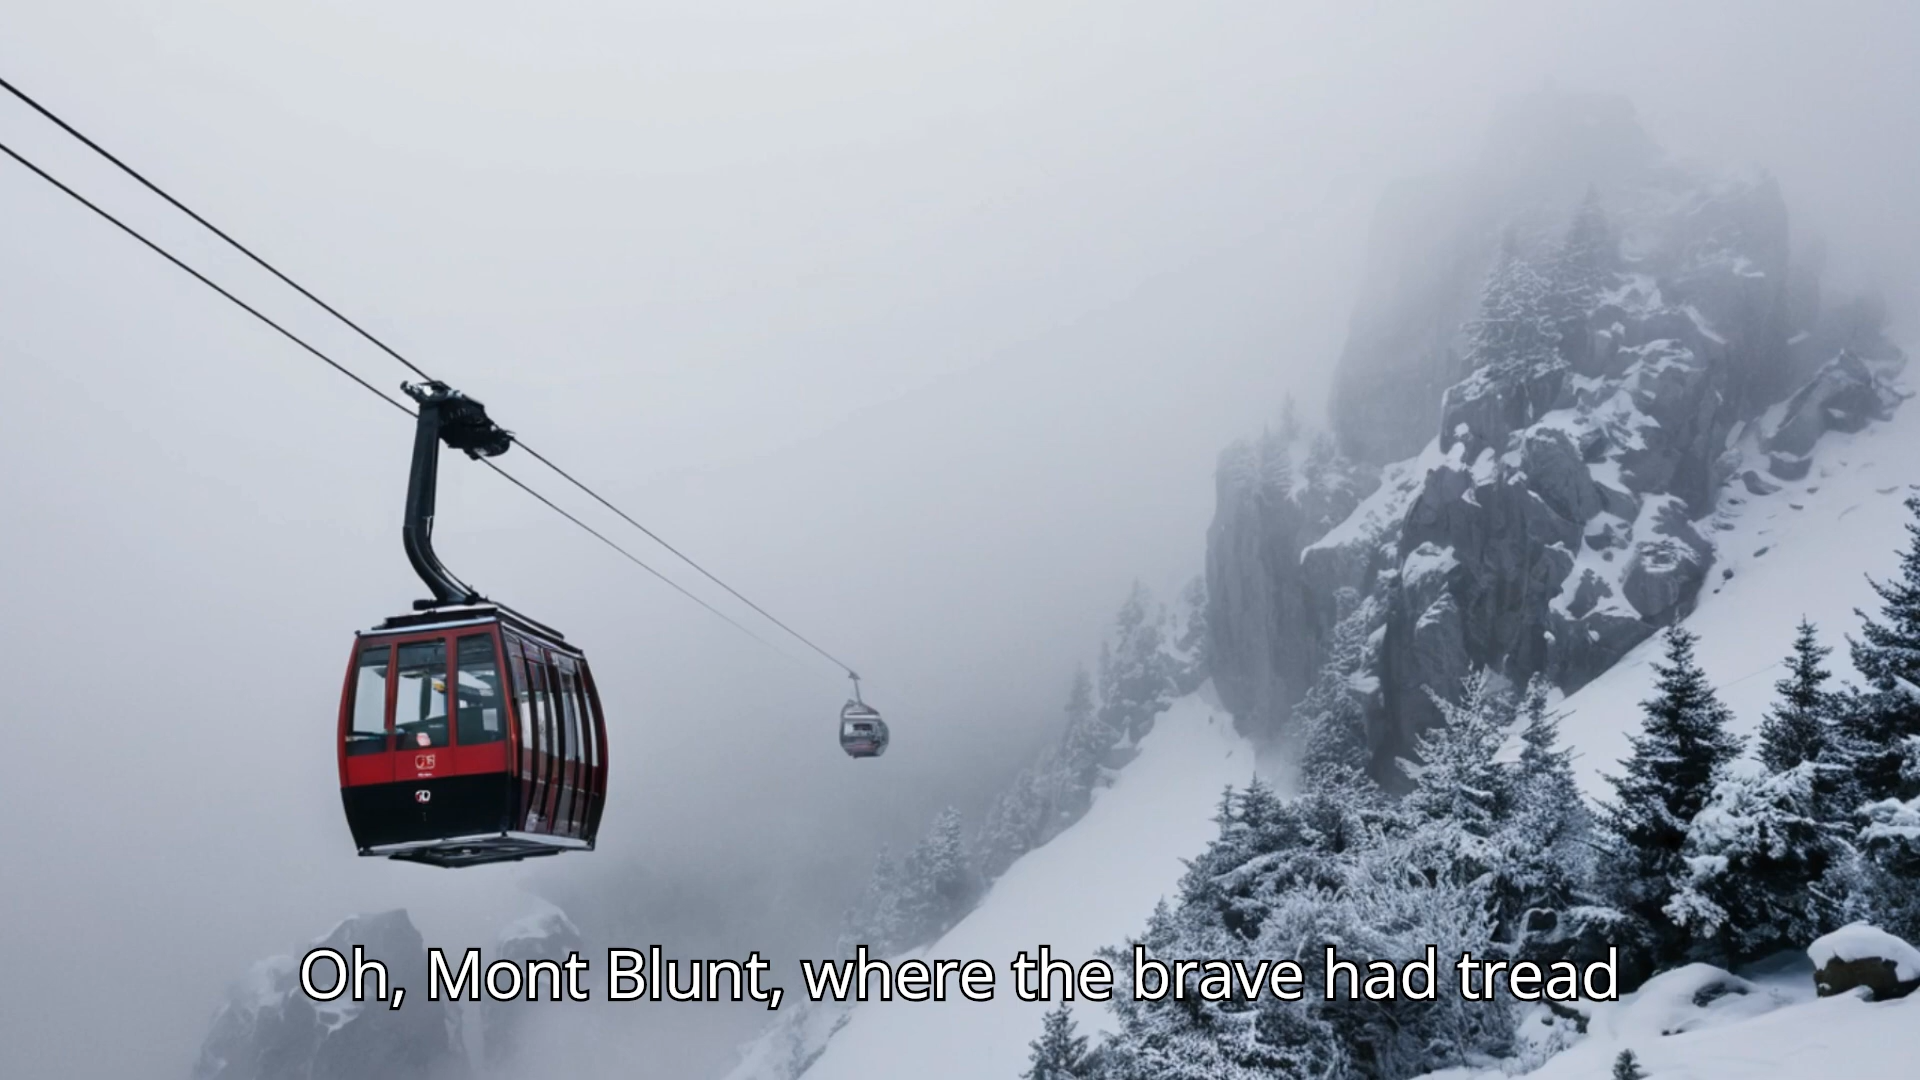 Oh, Mont Blunt, where the brave had tread